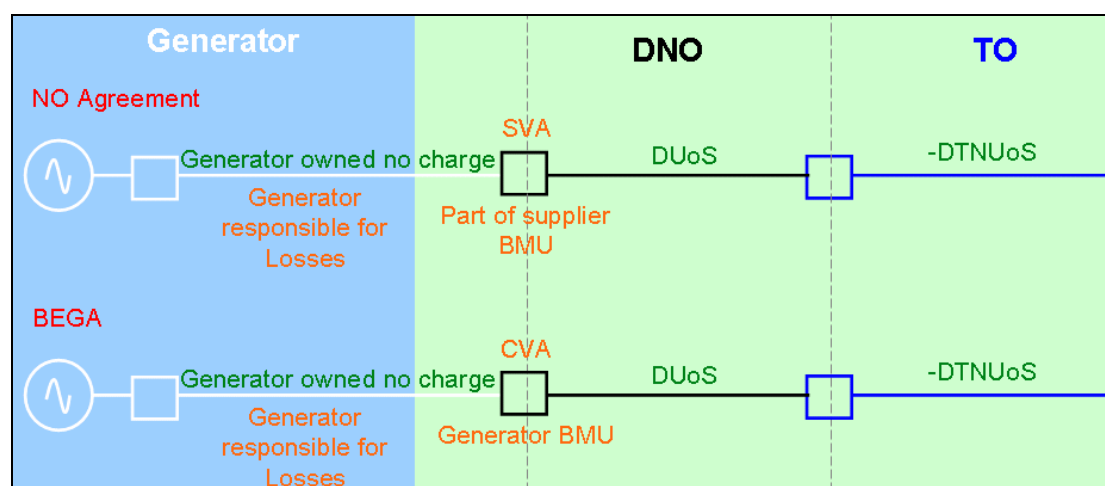 Generator
DNO
TO
NO Agreement
SVA
Generator owned no charge
DUoS
-DTNUoS
Generator
responsible for
Losses
Part of supplier
BMU
BEGA
CVA
Generator owned no charge
DUoS
-DTNUoS
Generator
responsible for
Losses
Generator BMU